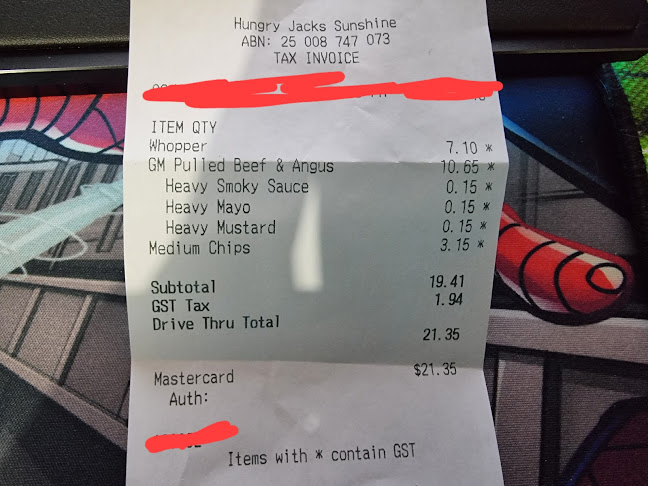 Hungry Jacks Sunshine
ABN: 25 008 747 073
TAX INVOICE
ITEM QTY
Whopper 7.10 *
GM Pulled Beef & Angus 10.65 *
Heavy Smoky Sauce 0.15 *
Heavy Mayo 0.15 *
Heavy Mustard 0.15 *
Medium Chips 3.15 *
Subtotal 19.41
GST Tax 1.94
Drive Thru Total 21.35
Mastercard $21.35
Auth:
Items with * contain GST